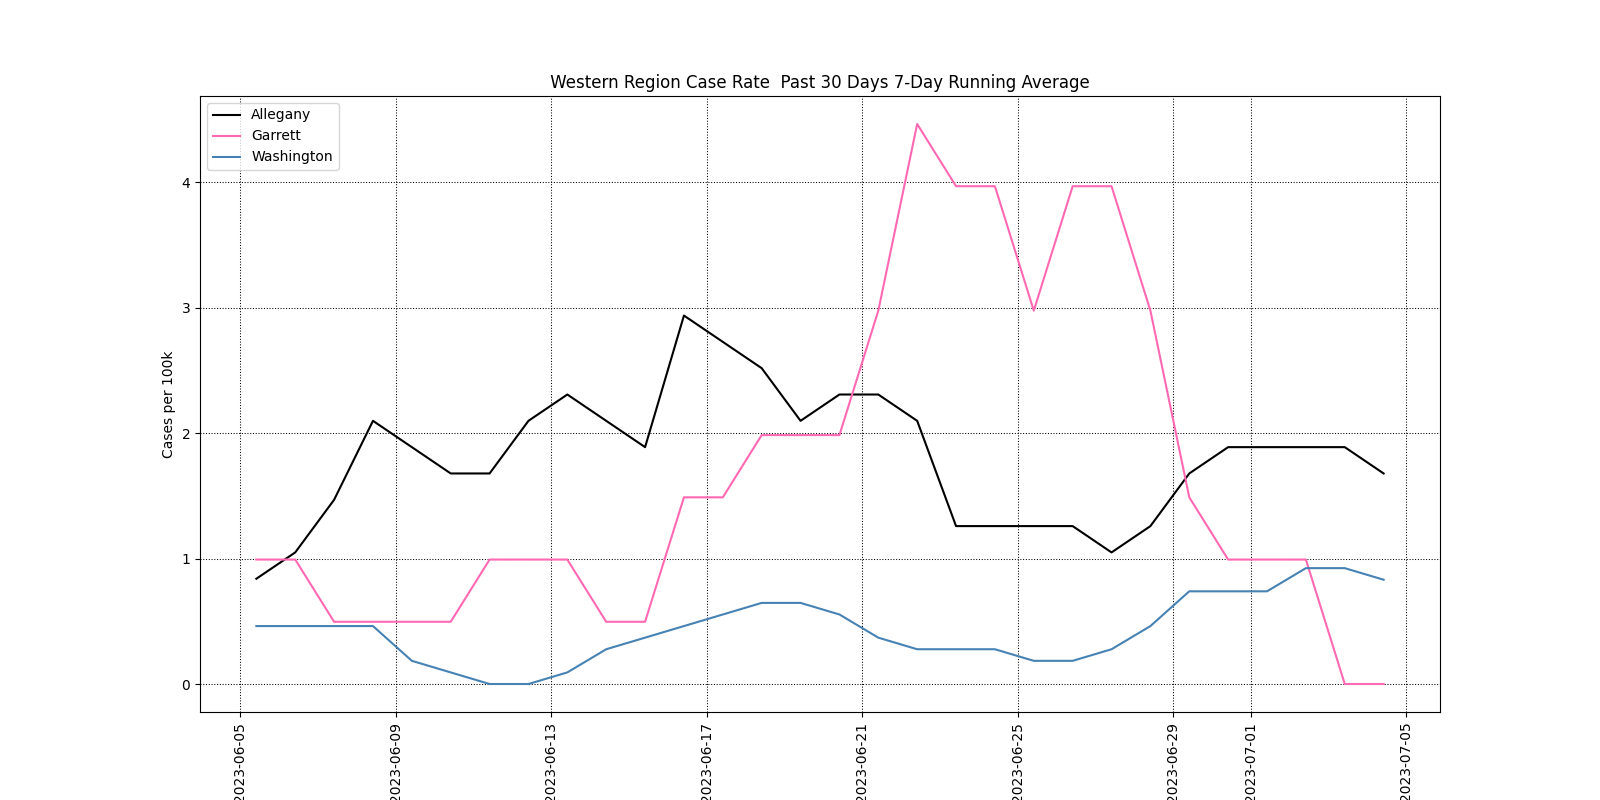 Western Region Case Rate  Past 30 Days 7-Day Running Average
Allegany
Garrett
Washington
Cases per 100k
4
3
2
1
0
2023-06-05
2023-06-09
2023-06-13
2023-06-17
2023-06-21
2023-06-25
2023-06-29
2023-07-01
2023-07-05